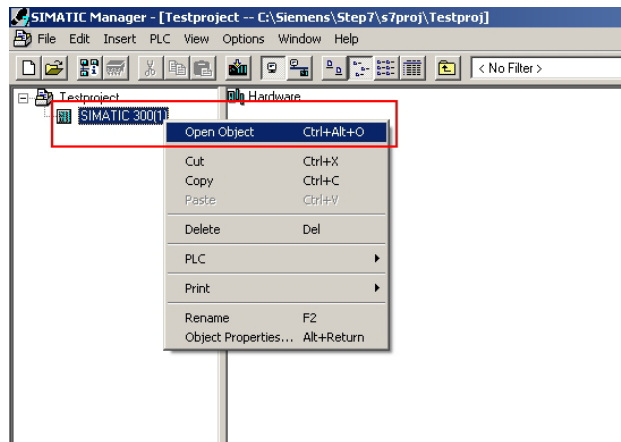 SIMATIC Manager - [Testproject -- C:\Siemens\Step7\s7proj\Testproj]
File Edit Insert PLC View Options Window Help
< No Filter >
Testproject
Hardware
SIMATIC 300(1)
Open Object Ctrl+Alt+O
Cut Ctrl+X
Copy Ctrl+C
Paste Ctrl+V
Delete Del
PLC
Print
Rename F2
Object Properties... Alt+Return